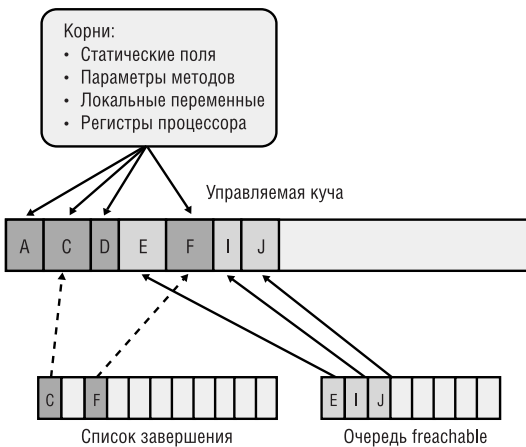 Корни:
• Статические поля
• Параметры методов
• Локальные переменные
• Регистры процессора
Управляемая куча
A C D E F I J
C F
E I J
Список завершения
Очередь freachable